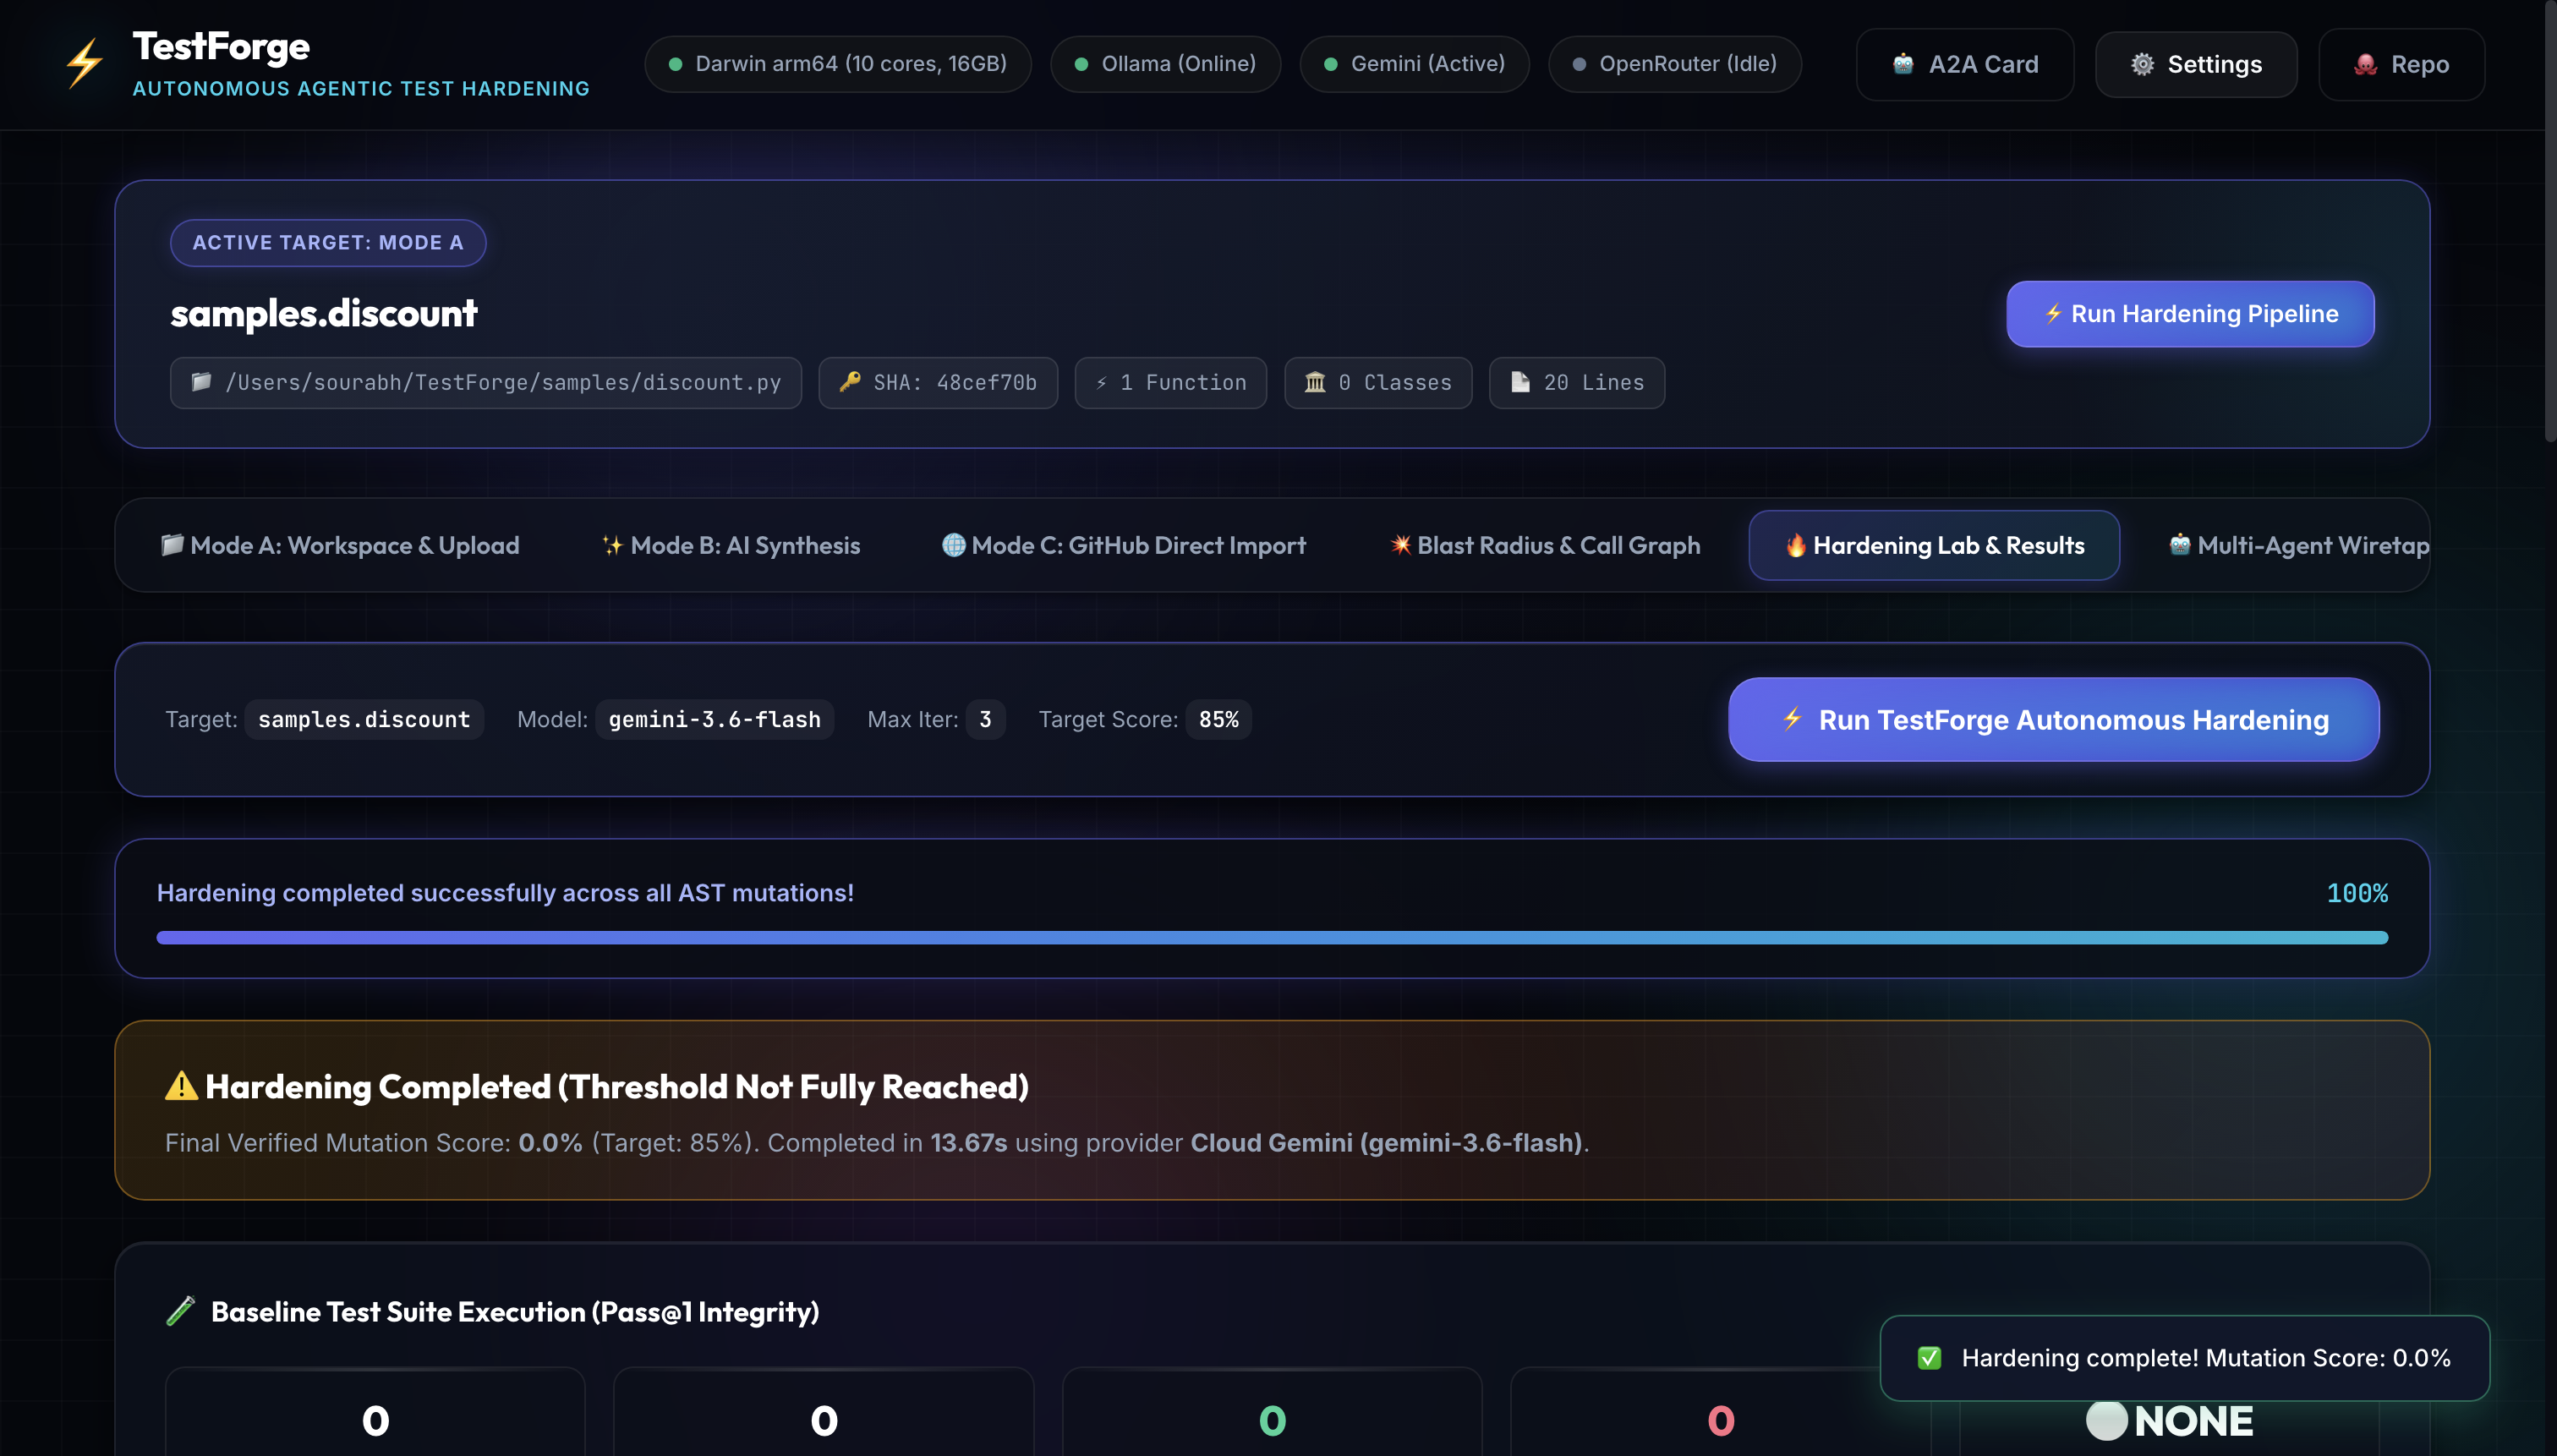 TestForge
AUTONOMOUS AGENTIC TEST HARDENING
Darwin arm64 (10 cores, 16GB)
Ollama (Online)
Gemini (Active)
OpenRouter (Idle)
A2A Card
Settings
Repo
ACTIVE TARGET: MODE A
samples.discount
/Users/sourabh/TestForge/samples/discount.py
SHA: 48cef70b
1 Function
0 Classes
20 Lines
Run Hardening Pipeline
Mode A: Workspace & Upload
Mode B: AI Synthesis
Mode C: GitHub Direct Import
Blast Radius & Call Graph
Hardening Lab & Results
Multi-Agent Wiretap
Target: samples.discount
Model: gemini-3.6-flash
Max Iter: 3
Target Score: 85%
Run TestForge Autonomous Hardening
Hardening completed successfully across all AST mutations!
100%
Hardening Completed (Threshold Not Fully Reached)
Final Verified Mutation Score: 0.0% (Target: 85%). Completed in 13.67s using provider Cloud Gemini (gemini-3.6-flash).
Baseline Test Suite Execution (Pass@1 Integrity)
Hardening complete! Mutation Score: 0.0%
0
0
0
0
NONE